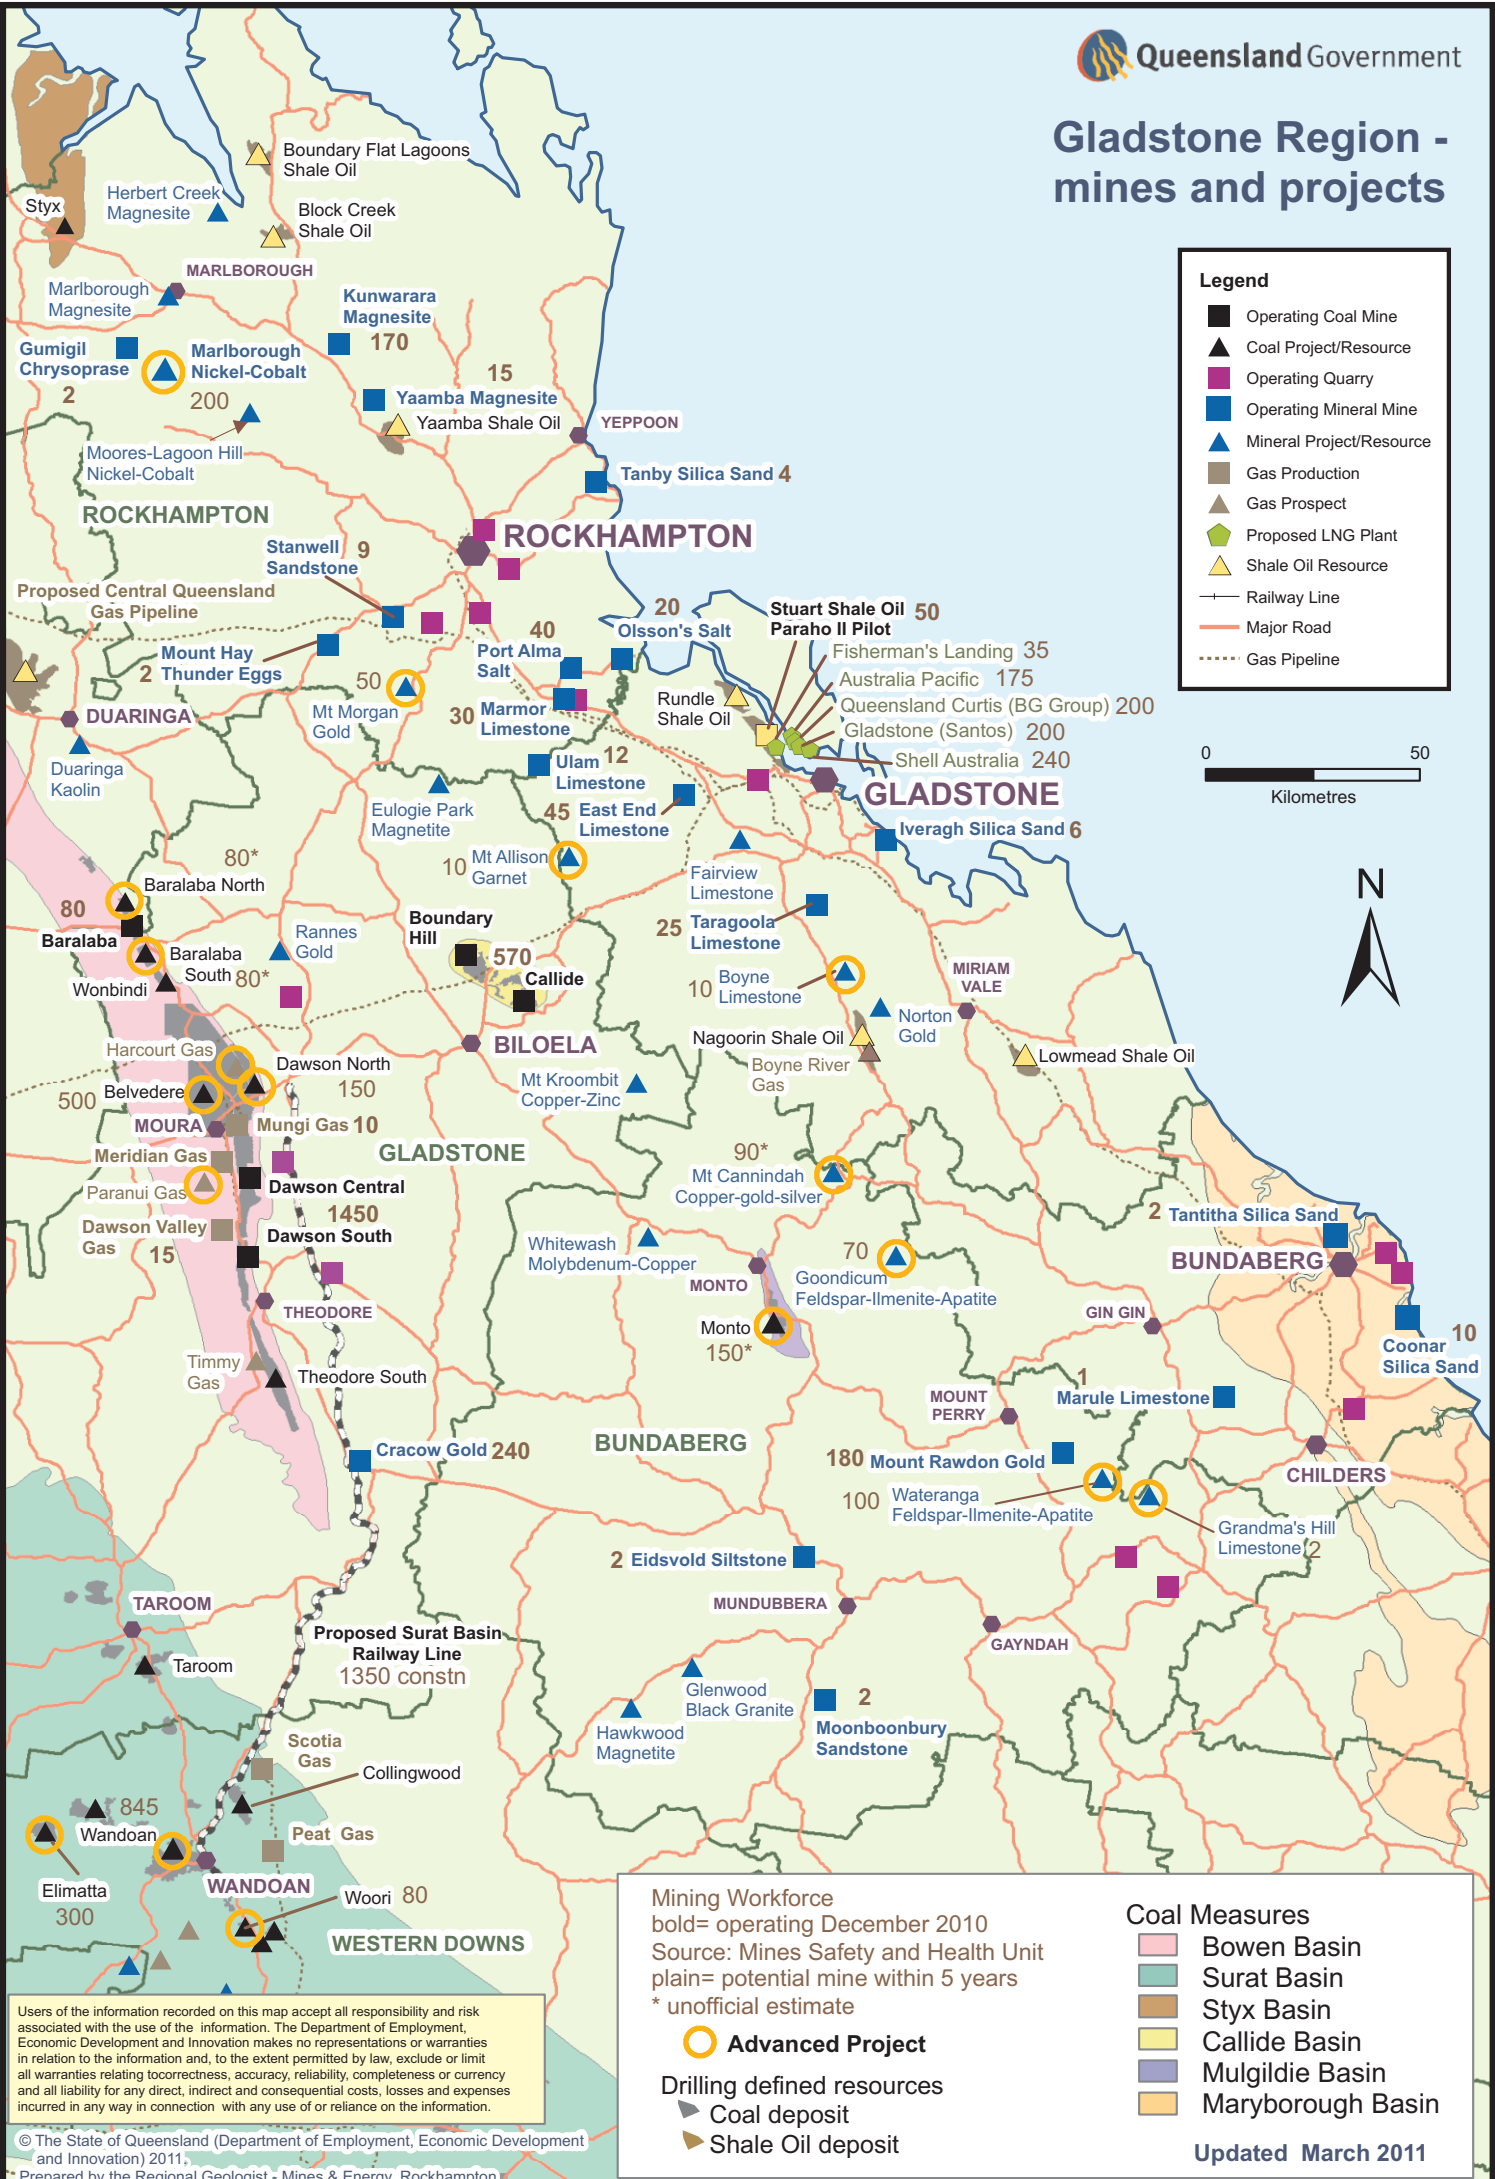 Queensland Government
Gladstone Region -
mines and projects
Legend
Operating Coal Mine
Coal Project/Resource
Operating Quarry
Operating Mineral Mine
Mineral Project/Resource
Gas Production
Gas Prospect
Proposed LNG Plant
Shale Oil Resource
Railway Line
Major Road
Gas Pipeline
0 50
Kilometres
N
Boundary Flat Lagoons
Shale Oil
Herbert Creek
Magnesite
Styx
Block Creek
Shale Oil
MARLBOROUGH
Marlborough
Magnesite
Kunwarara
Magnesite
170
Gumigil
Chrysoprase
2
Marlborough
Nickel-Cobalt
200
15
Yaamba Magnesite
Yaamba Shale Oil
YEPPOON
Moores-Lagoon Hill
Nickel-Cobalt
Tanby Silica Sand 4
ROCKHAMPTON
ROCKHAMPTON
Stanwell
Sandstone
9
Proposed Central Queensland
Gas Pipeline
20
Olsson's Salt
Stuart Shale Oil
Paraho II Pilot
50
40
Port Alma
Salt
Mount Hay
Thunder Eggs
2
Fisherman's Landing 35
Australia Pacific 175
Queensland Curtis (BG Group) 200
Gladstone (Santos) 200
Shell Australia 240
50
Mt Morgan
Gold
Rundle
Shale Oil
30
Marmor
Limestone
DUARINGA
Duaringa
Kaolin
Ulam
Limestone
12
GLADSTONE
Eulogie Park
Magnetite
45
East End
Limestone
Iveragh Silica Sand 6
10
Mt Allison
Garnet
Fairview
Limestone
80*
Baralaba North
80
Baralaba
Boundary
Hill
25
Taragoola
Limestone
Rannes
Gold
Baralaba
South 80*
570
Callide
Wonbindi
10
Boyne
Limestone
MIRIAM
VALE
Norton
Gold
BILOELA
Nagoorin Shale Oil
Boyne River
Gas
Lowmead Shale Oil
Harcourt Gas
Dawson North
150
Mt Kroombit
Copper-Zinc
500
Belvedere
MOURA
Mungi Gas 10
GLADSTONE
Meridian Gas
Paranui Gas
Dawson Central
1450
90*
Mt Cannindah
Copper-gold-silver
Dawson Valley
Gas
15
Dawson South
2
Tantitha Silica Sand
BUNDABERG
Whitewash
Molybdenum-Copper
70
Goondicum
Feldspar-Ilmenite-Apatite
MONTO
THEODORE
GIN GIN
Monto
150*
10
Coonar
Silica Sand
Timmy
Gas
Theodore South
1
Marule Limestone
MOUNT
PERRY
BUNDABERG
Cracow Gold 240
180 Mount Rawdon Gold
CHILDERS
100
Wateranga
Feldspar-Ilmenite-Apatite
Grandma's Hill
Limestone 2
2 Eidsvold Siltstone
TAROOM
MUNDUBBERA
GAYNDAH
Proposed Surat Basin
Railway Line
1350 constn
Taroom
Glenwood
Black Granite
2
Moonboonbury
Sandstone
Hawkwood
Magnetite
Scotia
Gas
Collingwood
845
Wandoan
Peat Gas
Elimatta
300
WANDOAN
Woori 80
WESTERN DOWNS
Mining Workforce
bold= operating December 2010
Source: Mines Safety and Health Unit
plain= potential mine within 5 years
* unofficial estimate
Advanced Project
Drilling defined resources
Coal deposit
Shale Oil deposit
Coal Measures
Bowen Basin
Surat Basin
Styx Basin
Callide Basin
Mulgildie Basin
Maryborough Basin
Updated March 2011
Users of the information recorded on this map accept all responsibility and risk
associated with the use of the information. The Department of Employment,
Economic Development and Innovation makes no representations or warranties
in relation to the information and, to the extent permitted by law, exclude or limit
all warranties relating tocorrectness, accuracy, reliability, completeness or currency
and all liability for any direct, indirect and consequential costs, losses and expenses
incurred in any way in connection with any use of or reliance on the information.
© The State of Queensland (Department of Employment, Economic Development
and Innovation) 2011.
Prepared by the Regional Geologist - Mines & Energy, Rockhampton